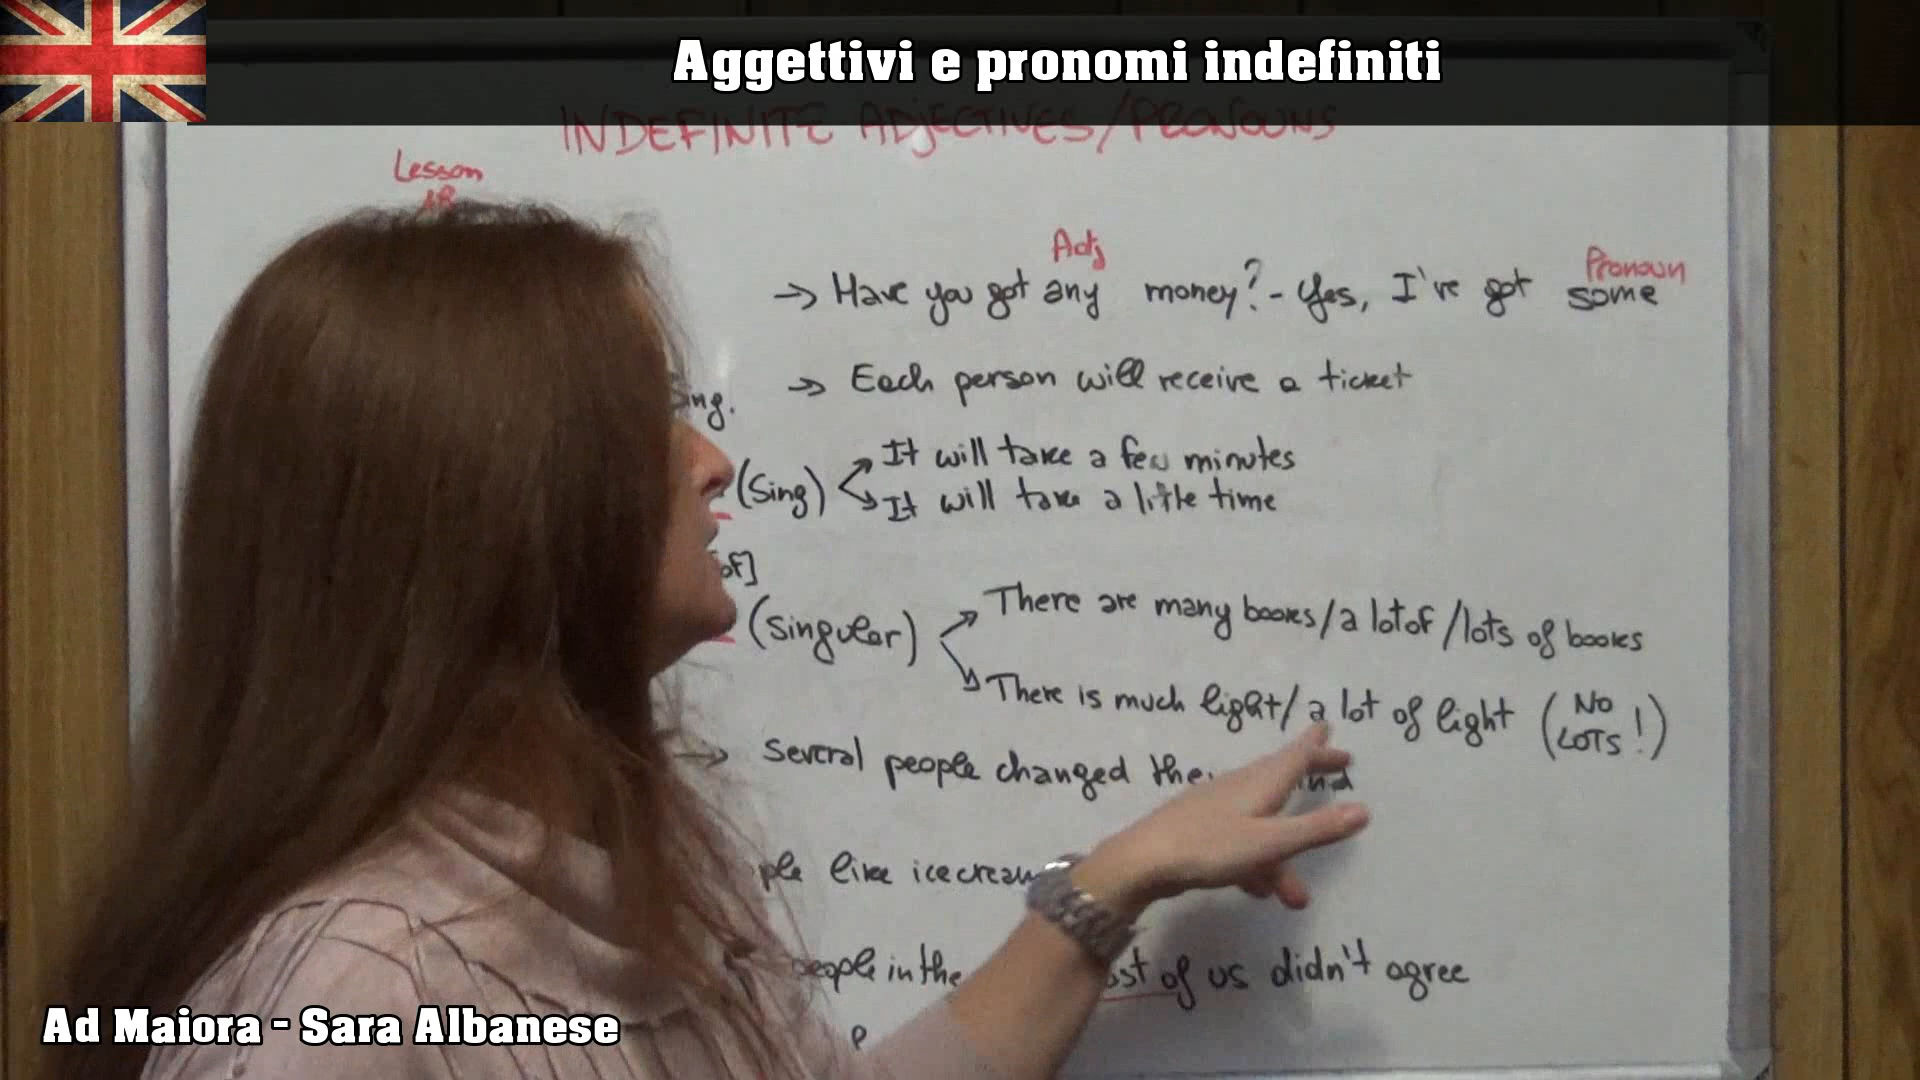 Aggettivi e pronomi indefiniti
INDEFINITE ADJECTIVES/PRONOUNS
Lesson
18
Adj
Pronoun
→ Have you got any money? - Yes, I've got some
Sing. → Each person will receive a ticket
(Sing) It will take a few minutes
It will take a little time
of]
(Singular) There are many books/a lot of/lots of books
There is much light/a lot of light (NO LOTS!)
→ Several people changed
like icecream
people in the of us didn't agree
Ad Maiora - Sara Albanese